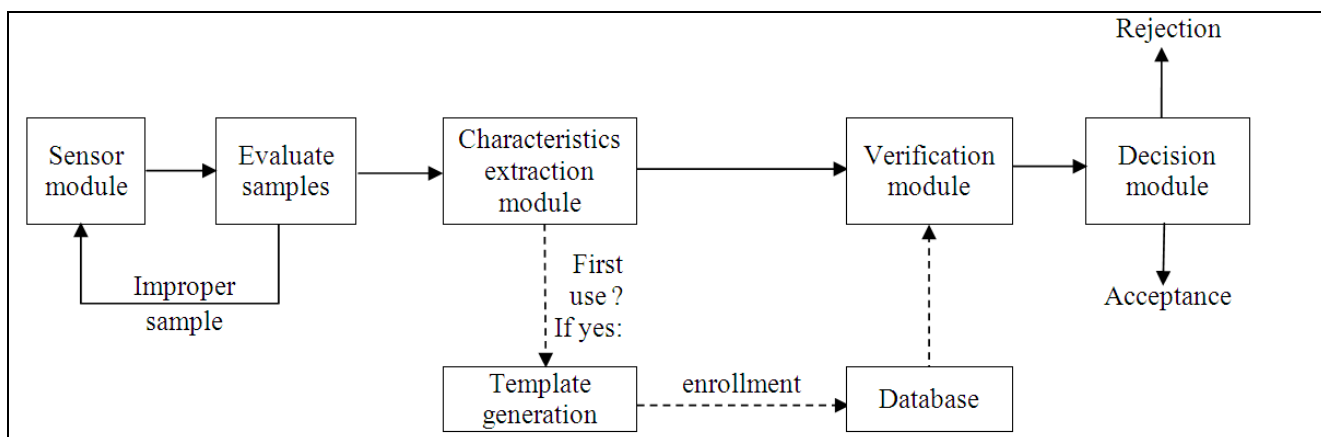 Rejection
Sensor
module
Evaluate
samples
Characteristics
extraction
module
Verification
module
Decision
module
Improper
sample
First
use ?
If yes:
Acceptance
Template
generation
enrollment
Database